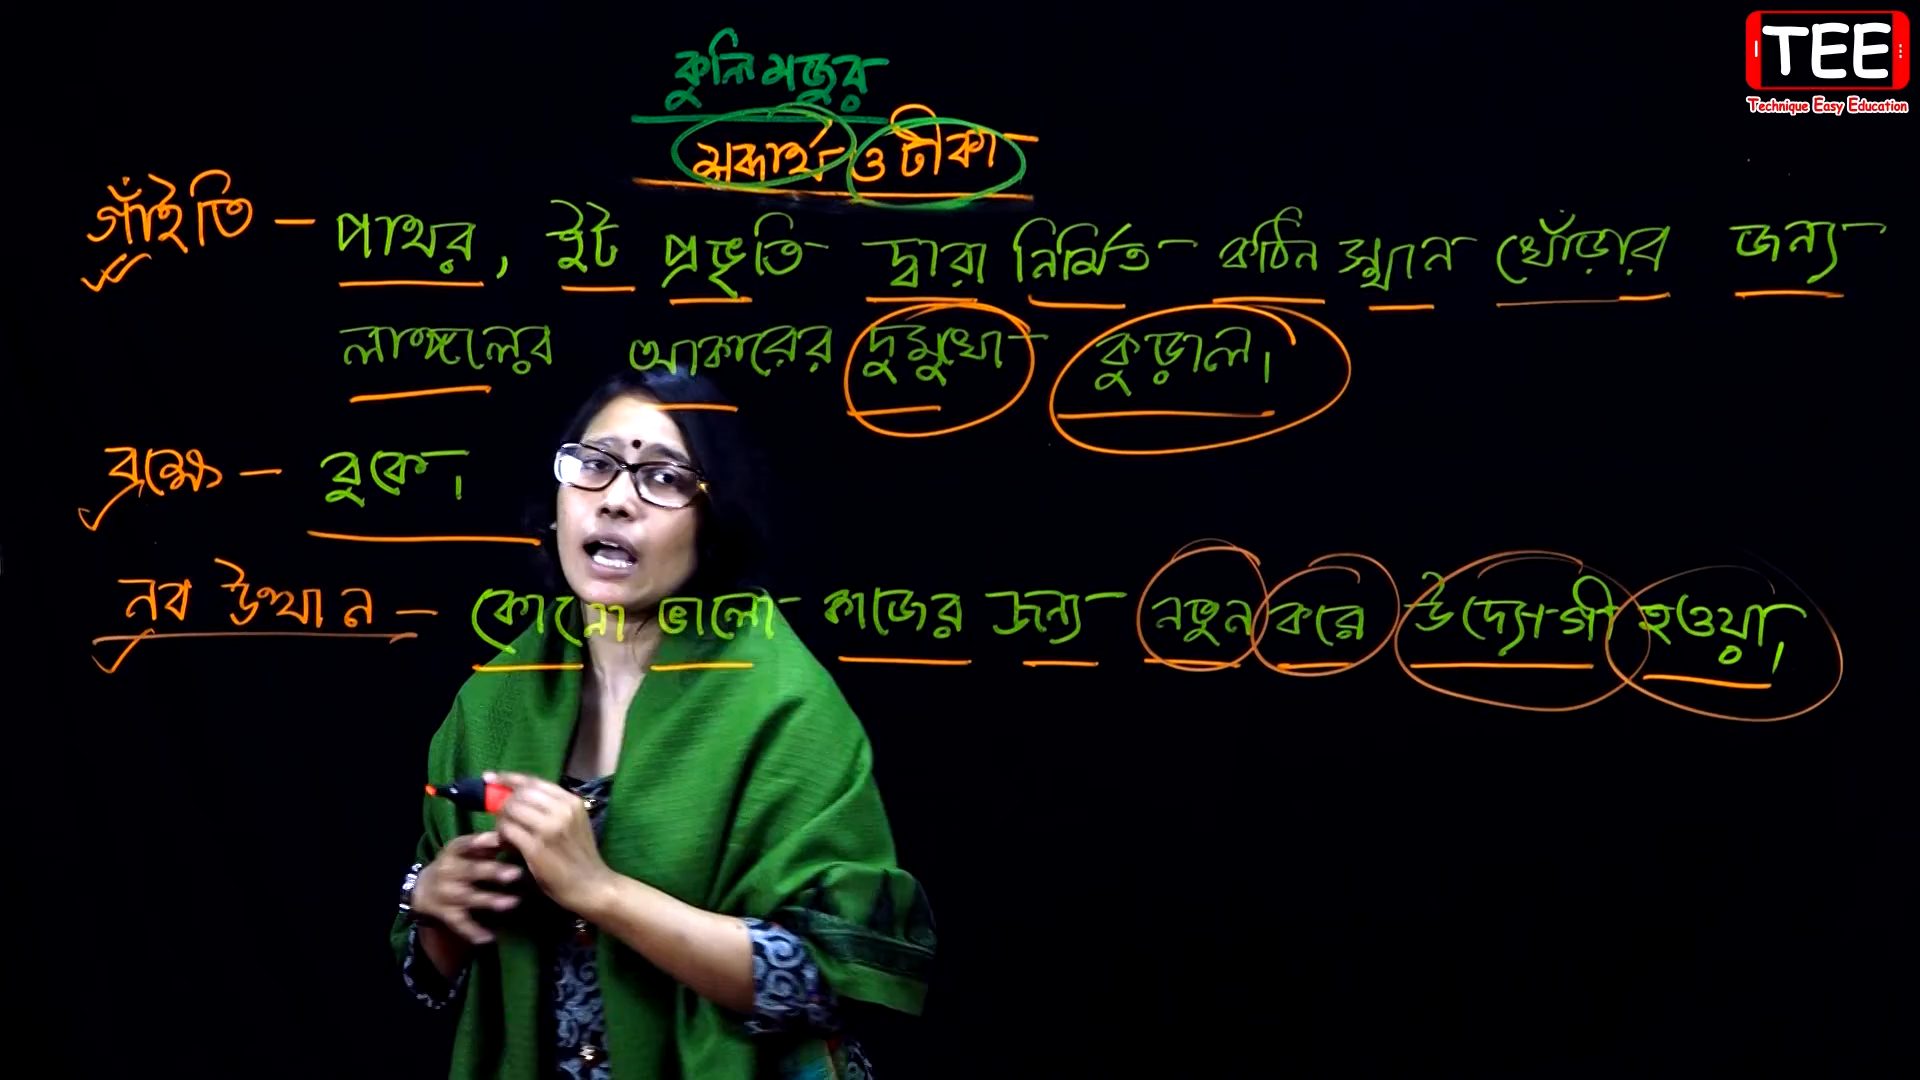 TEE
Technique Easy Education
কুলি মজুর
শব্দার্থ ও টীকা
গাঁইতি – পাথর, ইট প্রভৃতি দ্বারা নির্মিত কঠিন স্থান খোঁড়ার জন্য
লাঙ্গলের আকারের দুমুখো কুড়াল।
বক্ষে – বুকে।
নব উত্থান – কোনো ভালো কাজের জন্য নতুন করে উদ্যোগী হওয়া।